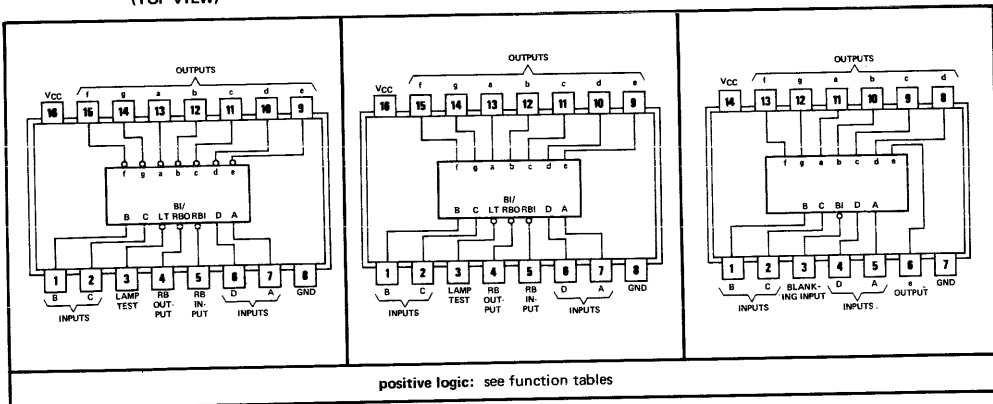 (TOP VIEW)
OUTPUTS
VCC f g a b c d e
16 15 14 13 12 11 10 9
f g a b c d e
BI/
B C LT RBO RBI D A
1 2 3 4 5 6 7 8
B C LAMP TEST RB OUT-PUT RB IN-PUT D A GND
INPUTS INPUTS
OUTPUTS
VCC f g a b c d e
16 15 14 13 12 11 10 9
f g a b c d e
BI/
B C LT RBO RBI D A
1 2 3 4 5 6 7 8
B C LAMP TEST RB OUT-PUT RB IN-PUT D A GND
INPUTS INPUTS
OUTPUTS
VCC f g a b c d
14 13 12 11 10 9 8
f g a b c d e
B C BI D A
1 2 3 4 5 6 7
B C BLANK-ING INPUT D A e OUTPUT GND
INPUTS INPUTS
positive logic: see function tables